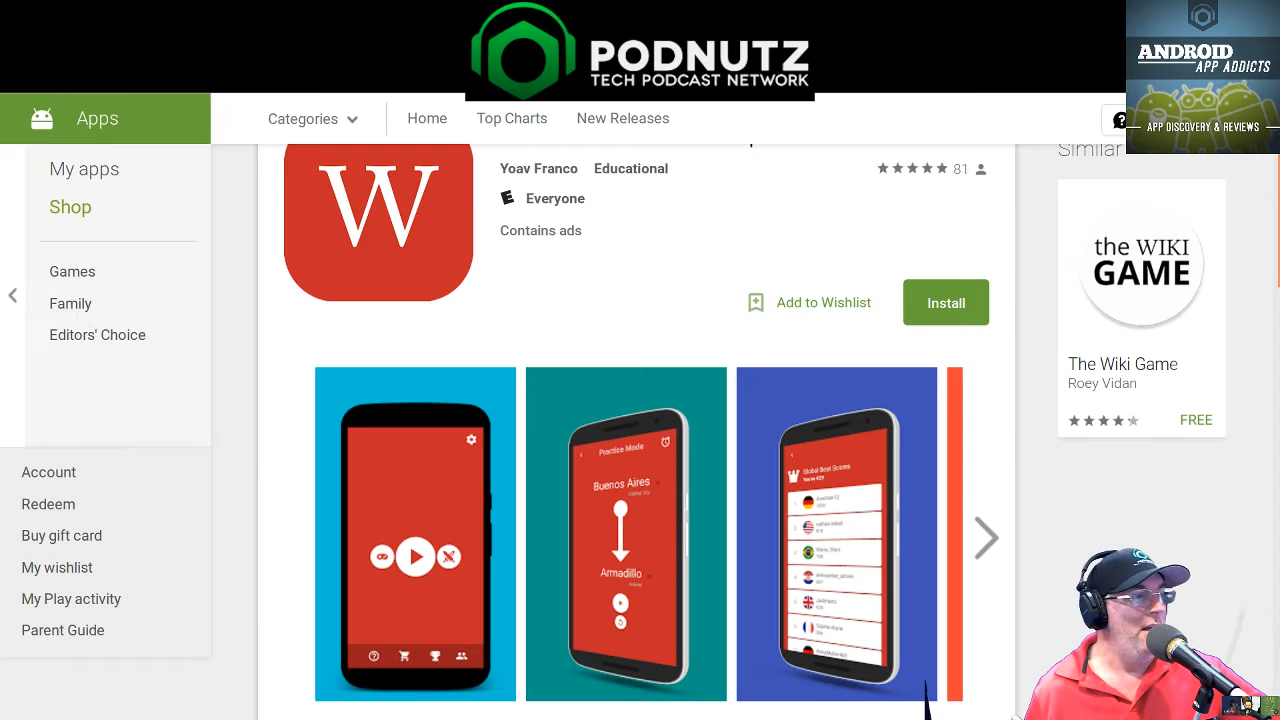 PODNUTZ
TECH PODCAST NETWORK
ANDROID
APP ADDICTS
APP DISCOVERY & REVIEWS
Apps
Categories
Home
Top Charts
New Releases
My apps
Shop
Games
Family
Editors' Choice
Account
Redeem
Buy gift card
My wishlist
My Play acti
Parent Guide
W
Yoav Franco Educational
81
E Everyone
Contains ads
Add to Wishlist
Install
Practice Mode
Buenos Aires
Capital City
Armadillo
Global Best Scores
Similar
the WIKI
GAME
The Wiki Game
Roey Vidan
FREE